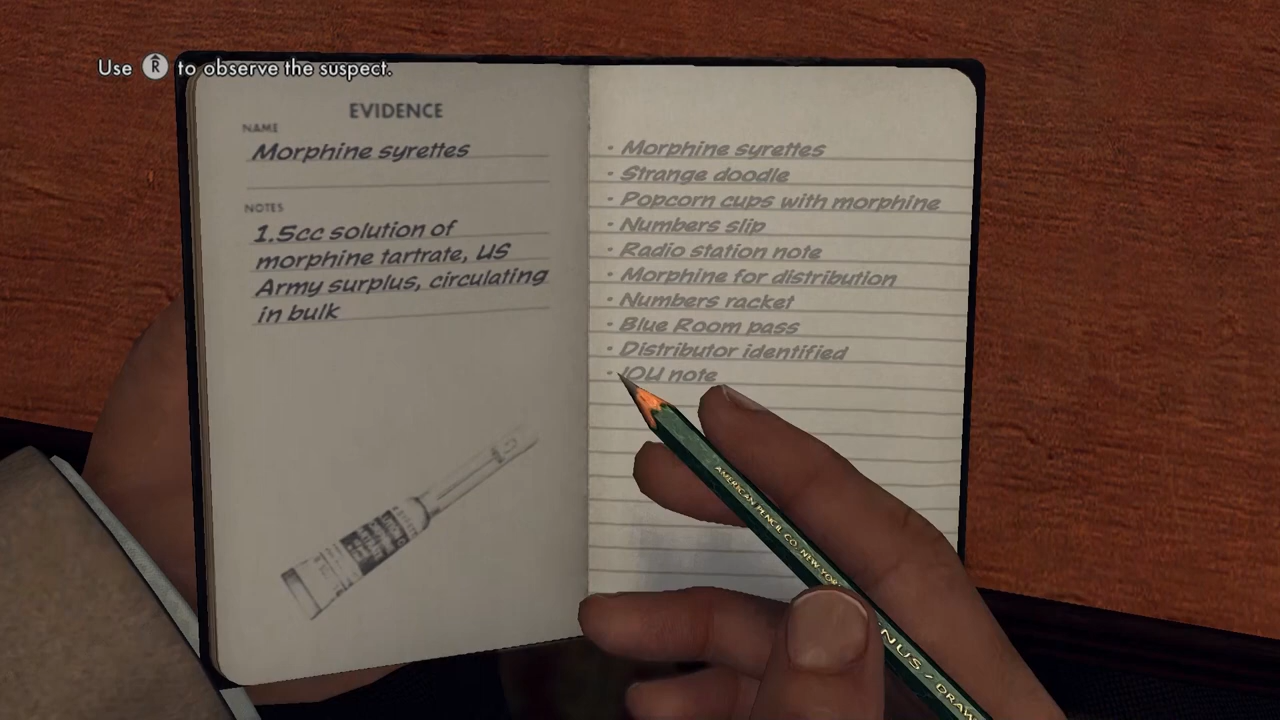 Use R to observe the suspect.
EVIDENCE
NAME
Morphine syrettes
NOTES
1.5cc solution of
morphine tartrate, US
Army surplus, circulating
in bulk
· Morphine syrettes
· Strange doodle
· Popcorn cups with morphine
· Numbers slip
· Radio station note
· Morphine for distribution
· Numbers racket
· Blue Room pass
· Distributor identified
· IOU note
AMERICAN PENCIL CO. NEW YORK